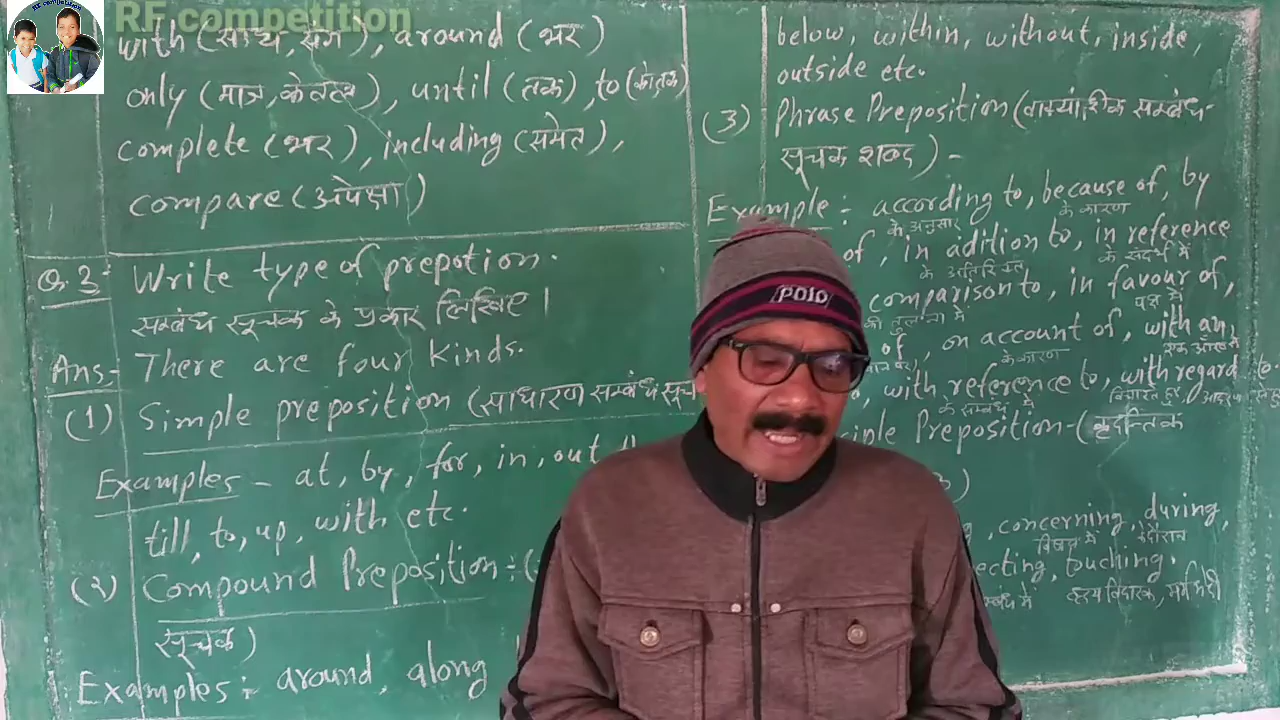 RF competition
RF competition
with (साथ, संग), around (भर)
only (मात्र, केवल), until (तक), to (को, तक)
complete (भर), including (समेत),
compare (अपेक्षा)
Q.3. Write type of prepotion.
सम्बंध सूचक के प्रकार लिखिए।
Ans:- There are four kinds.
(1) Simple preposition (साधारण सम्बंध सूच
Examples - at, by, for, in, out
till, to, up, with etc.
(2) Compound Preposition:- (
सूचक)
Examples:- around, along
below, within, without, inside,
outside etc.
(3) Phrase Preposition (वाक्यांशिक सम्बंध-
सूचक शब्द) -
Example:- according to, because of, by
के अनुसार के कारण
of, in adition to, in reference
के अतिरिक्त के संदर्भ में
comparison to, in favour of,
की तुलना में पक्ष में
of, on account of, with an
के कारण
with reference to, with regard to.
के सम्बंध में
Preposition - (कृदन्तिक
concerning, during,
विषय में के दौरान
touching.
POLO